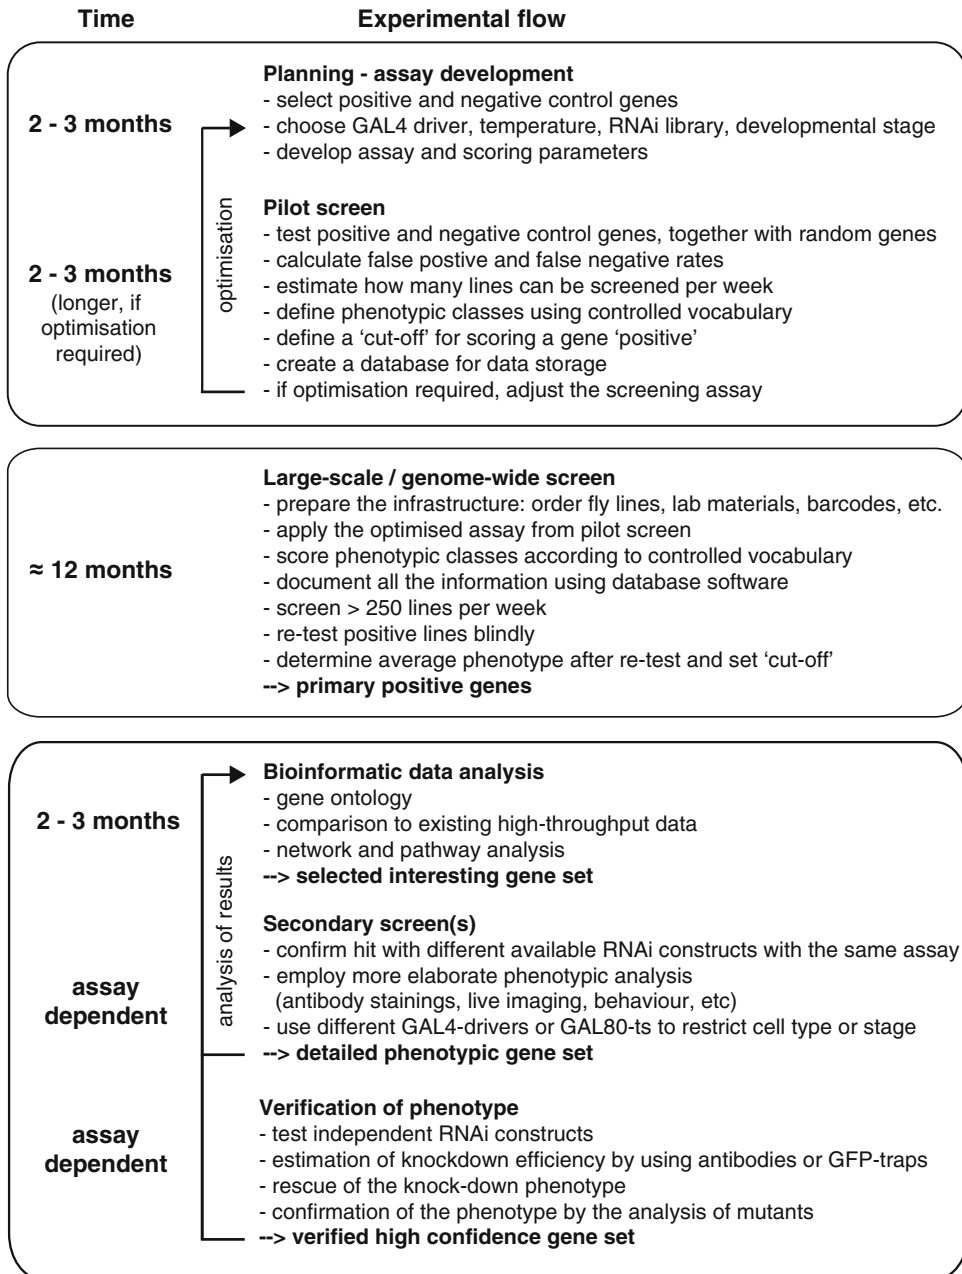 Time
Experimental flow
2 - 3 months
Planning - assay development
- select positive and negative control genes
- choose GAL4 driver, temperature, RNAi library, developmental stage
- develop assay and scoring parameters
optimisation
2 - 3 months
(longer, if
optimisation
required)
Pilot screen
- test positive and negative control genes, together with random genes
- calculate false postive and false negative rates
- estimate how many lines can be screened per week
- define phenotypic classes using controlled vocabulary
- define a ‘cut-off’ for scoring a gene ‘positive’
- create a database for data storage
- if optimisation required, adjust the screening assay
≈ 12 months
Large-scale / genome-wide screen
- prepare the infrastructure: order fly lines, lab materials, barcodes, etc.
- apply the optimised assay from pilot screen
- score phenotypic classes according to controlled vocabulary
- document all the information using database software
- screen > 250 lines per week
- re-test positive lines blindly
- determine average phenotype after re-test and set ‘cut-off’
--> primary positive genes
2 - 3 months
Bioinformatic data analysis
- gene ontology
- comparison to existing high-throughput data
- network and pathway analysis
--> selected interesting gene set
analysis of results
assay
dependent
Secondary screen(s)
- confirm hit with different available RNAi constructs with the same assay
- employ more elaborate phenotypic analysis
(antibody stainings, live imaging, behaviour, etc)
- use different GAL4-drivers or GAL80-ts to restrict cell type or stage
--> detailed phenotypic gene set
assay
dependent
Verification of phenotype
- test independent RNAi constructs
- estimation of knockdown efficiency by using antibodies or GFP-traps
- rescue of the knock-down phenotype
- confirmation of the phenotype by the analysis of mutants
--> verified high confidence gene set